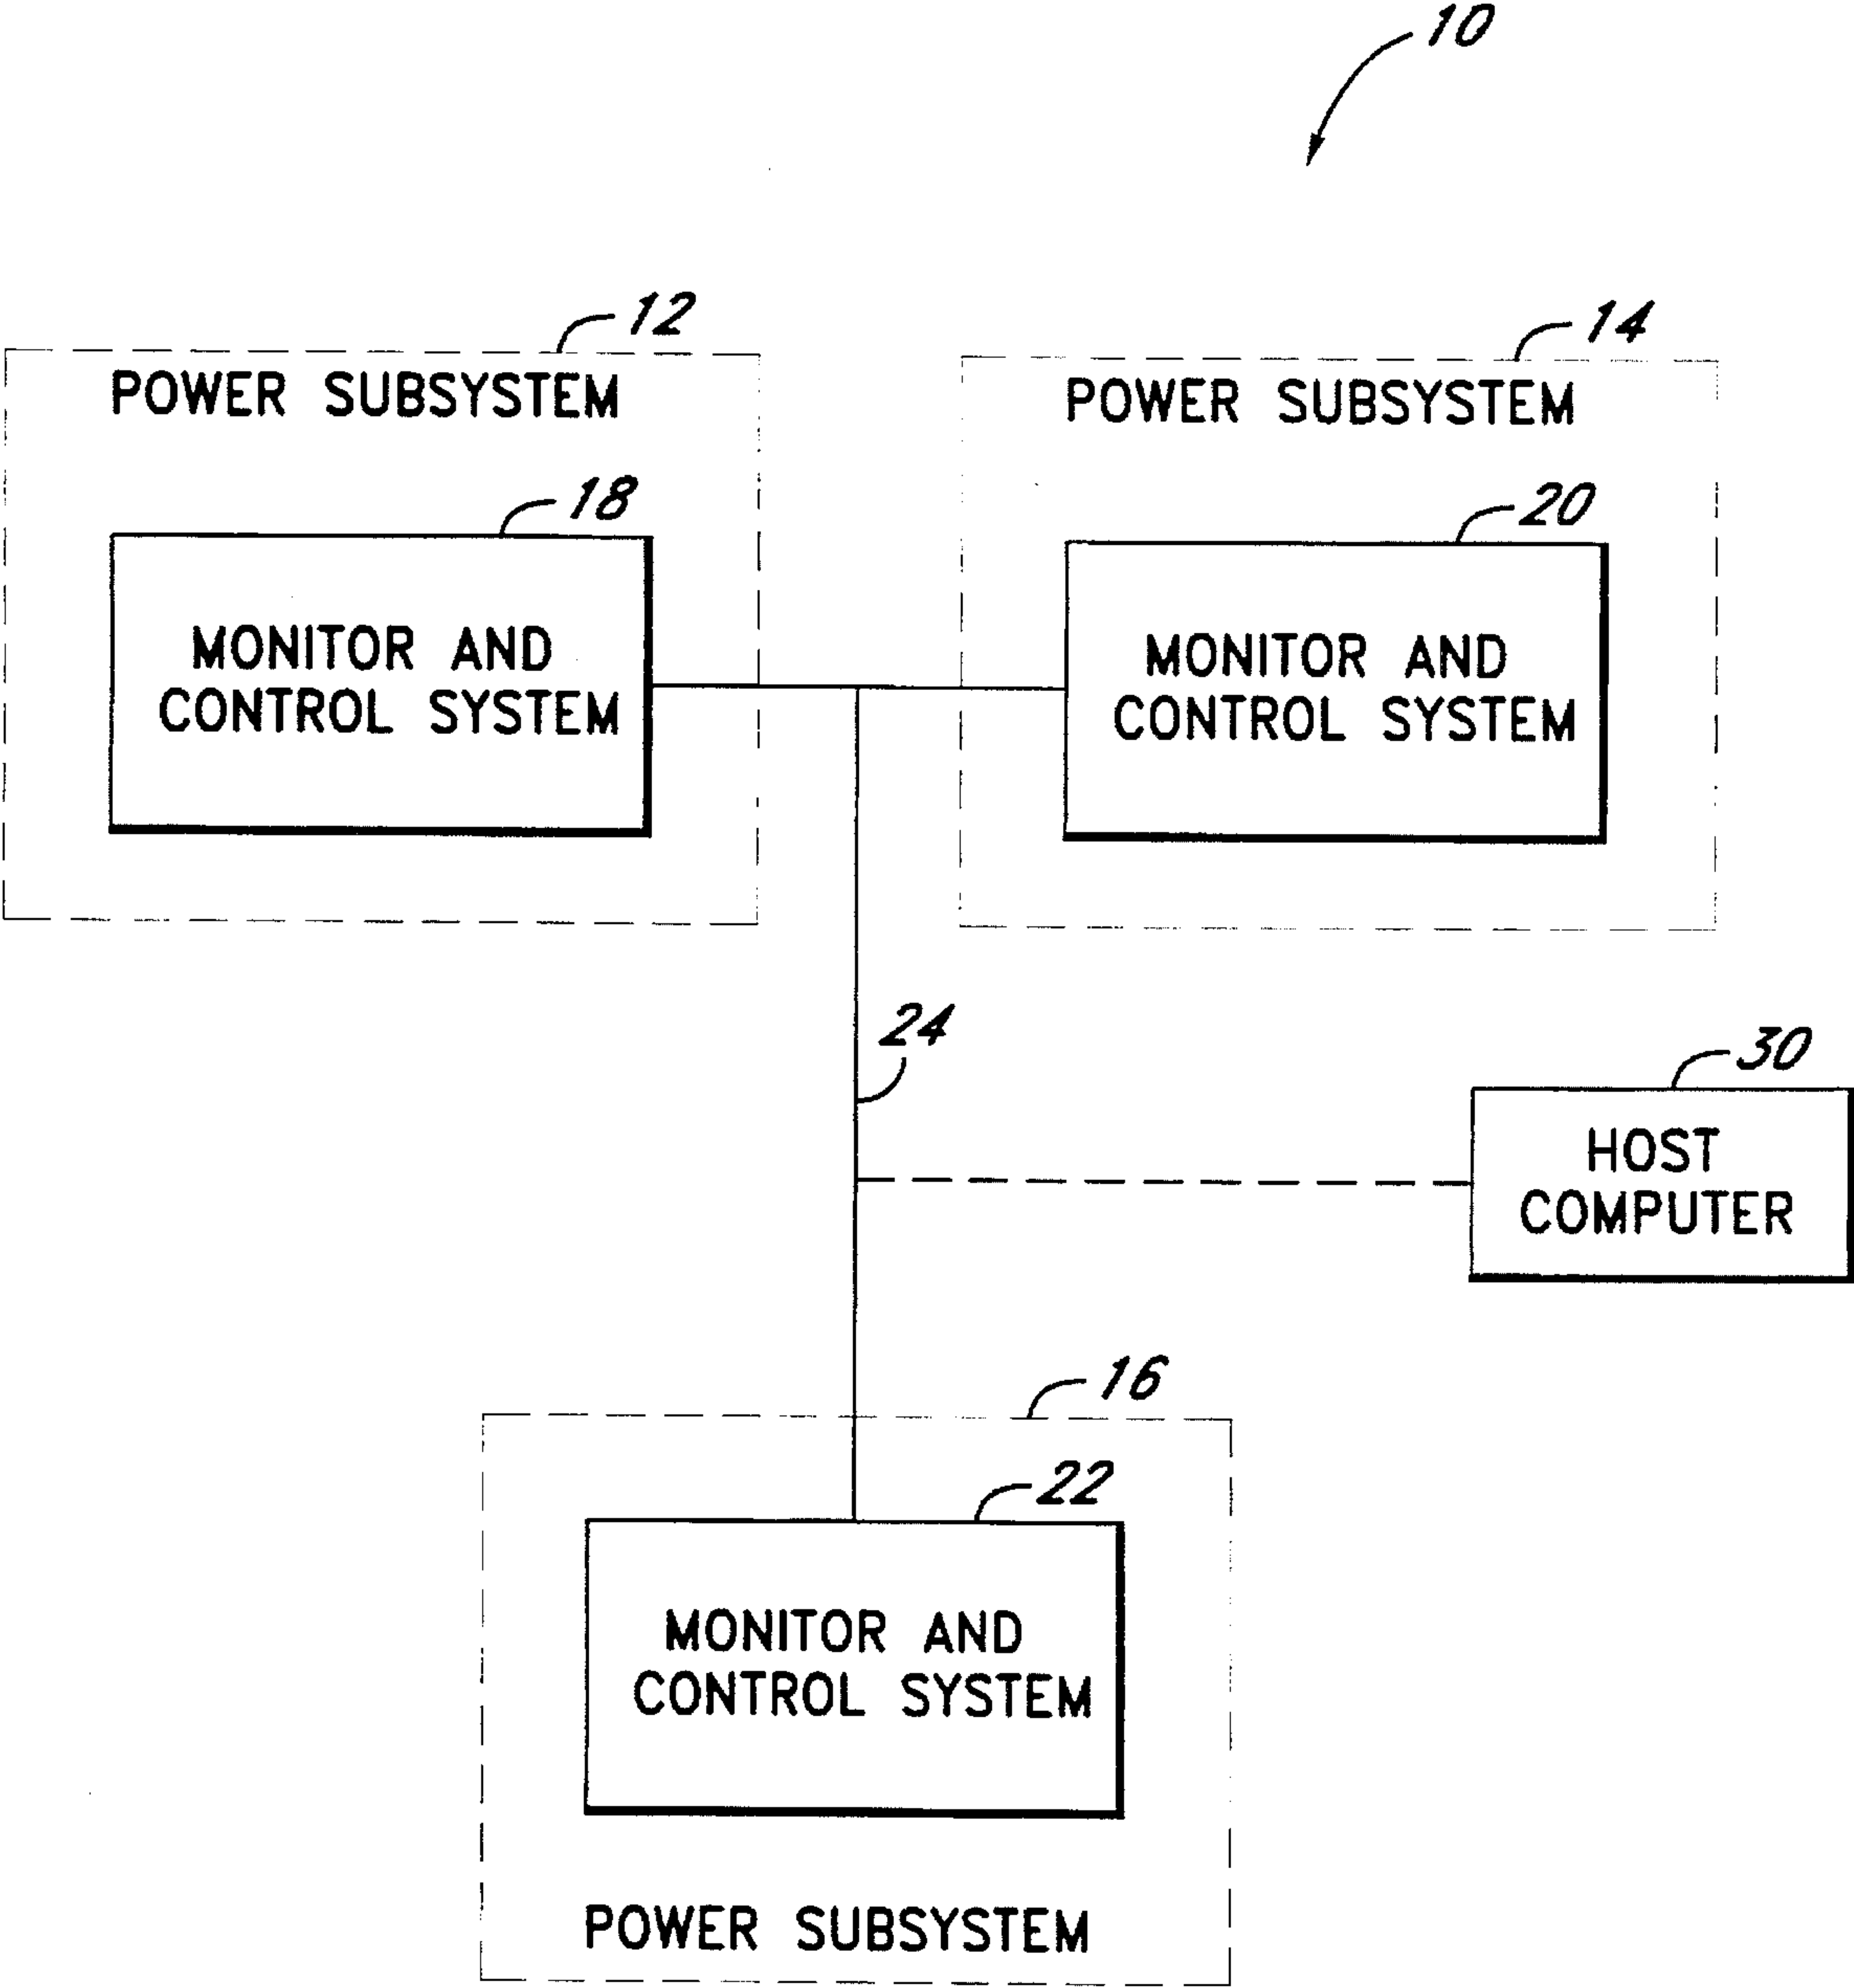 10
12
POWER SUBSYSTEM
18
MONITOR AND
CONTROL SYSTEM
14
POWER SUBSYSTEM
20
MONITOR AND
CONTROL SYSTEM
24
30
HOST
COMPUTER
16
22
MONITOR AND
CONTROL SYSTEM
POWER SUBSYSTEM